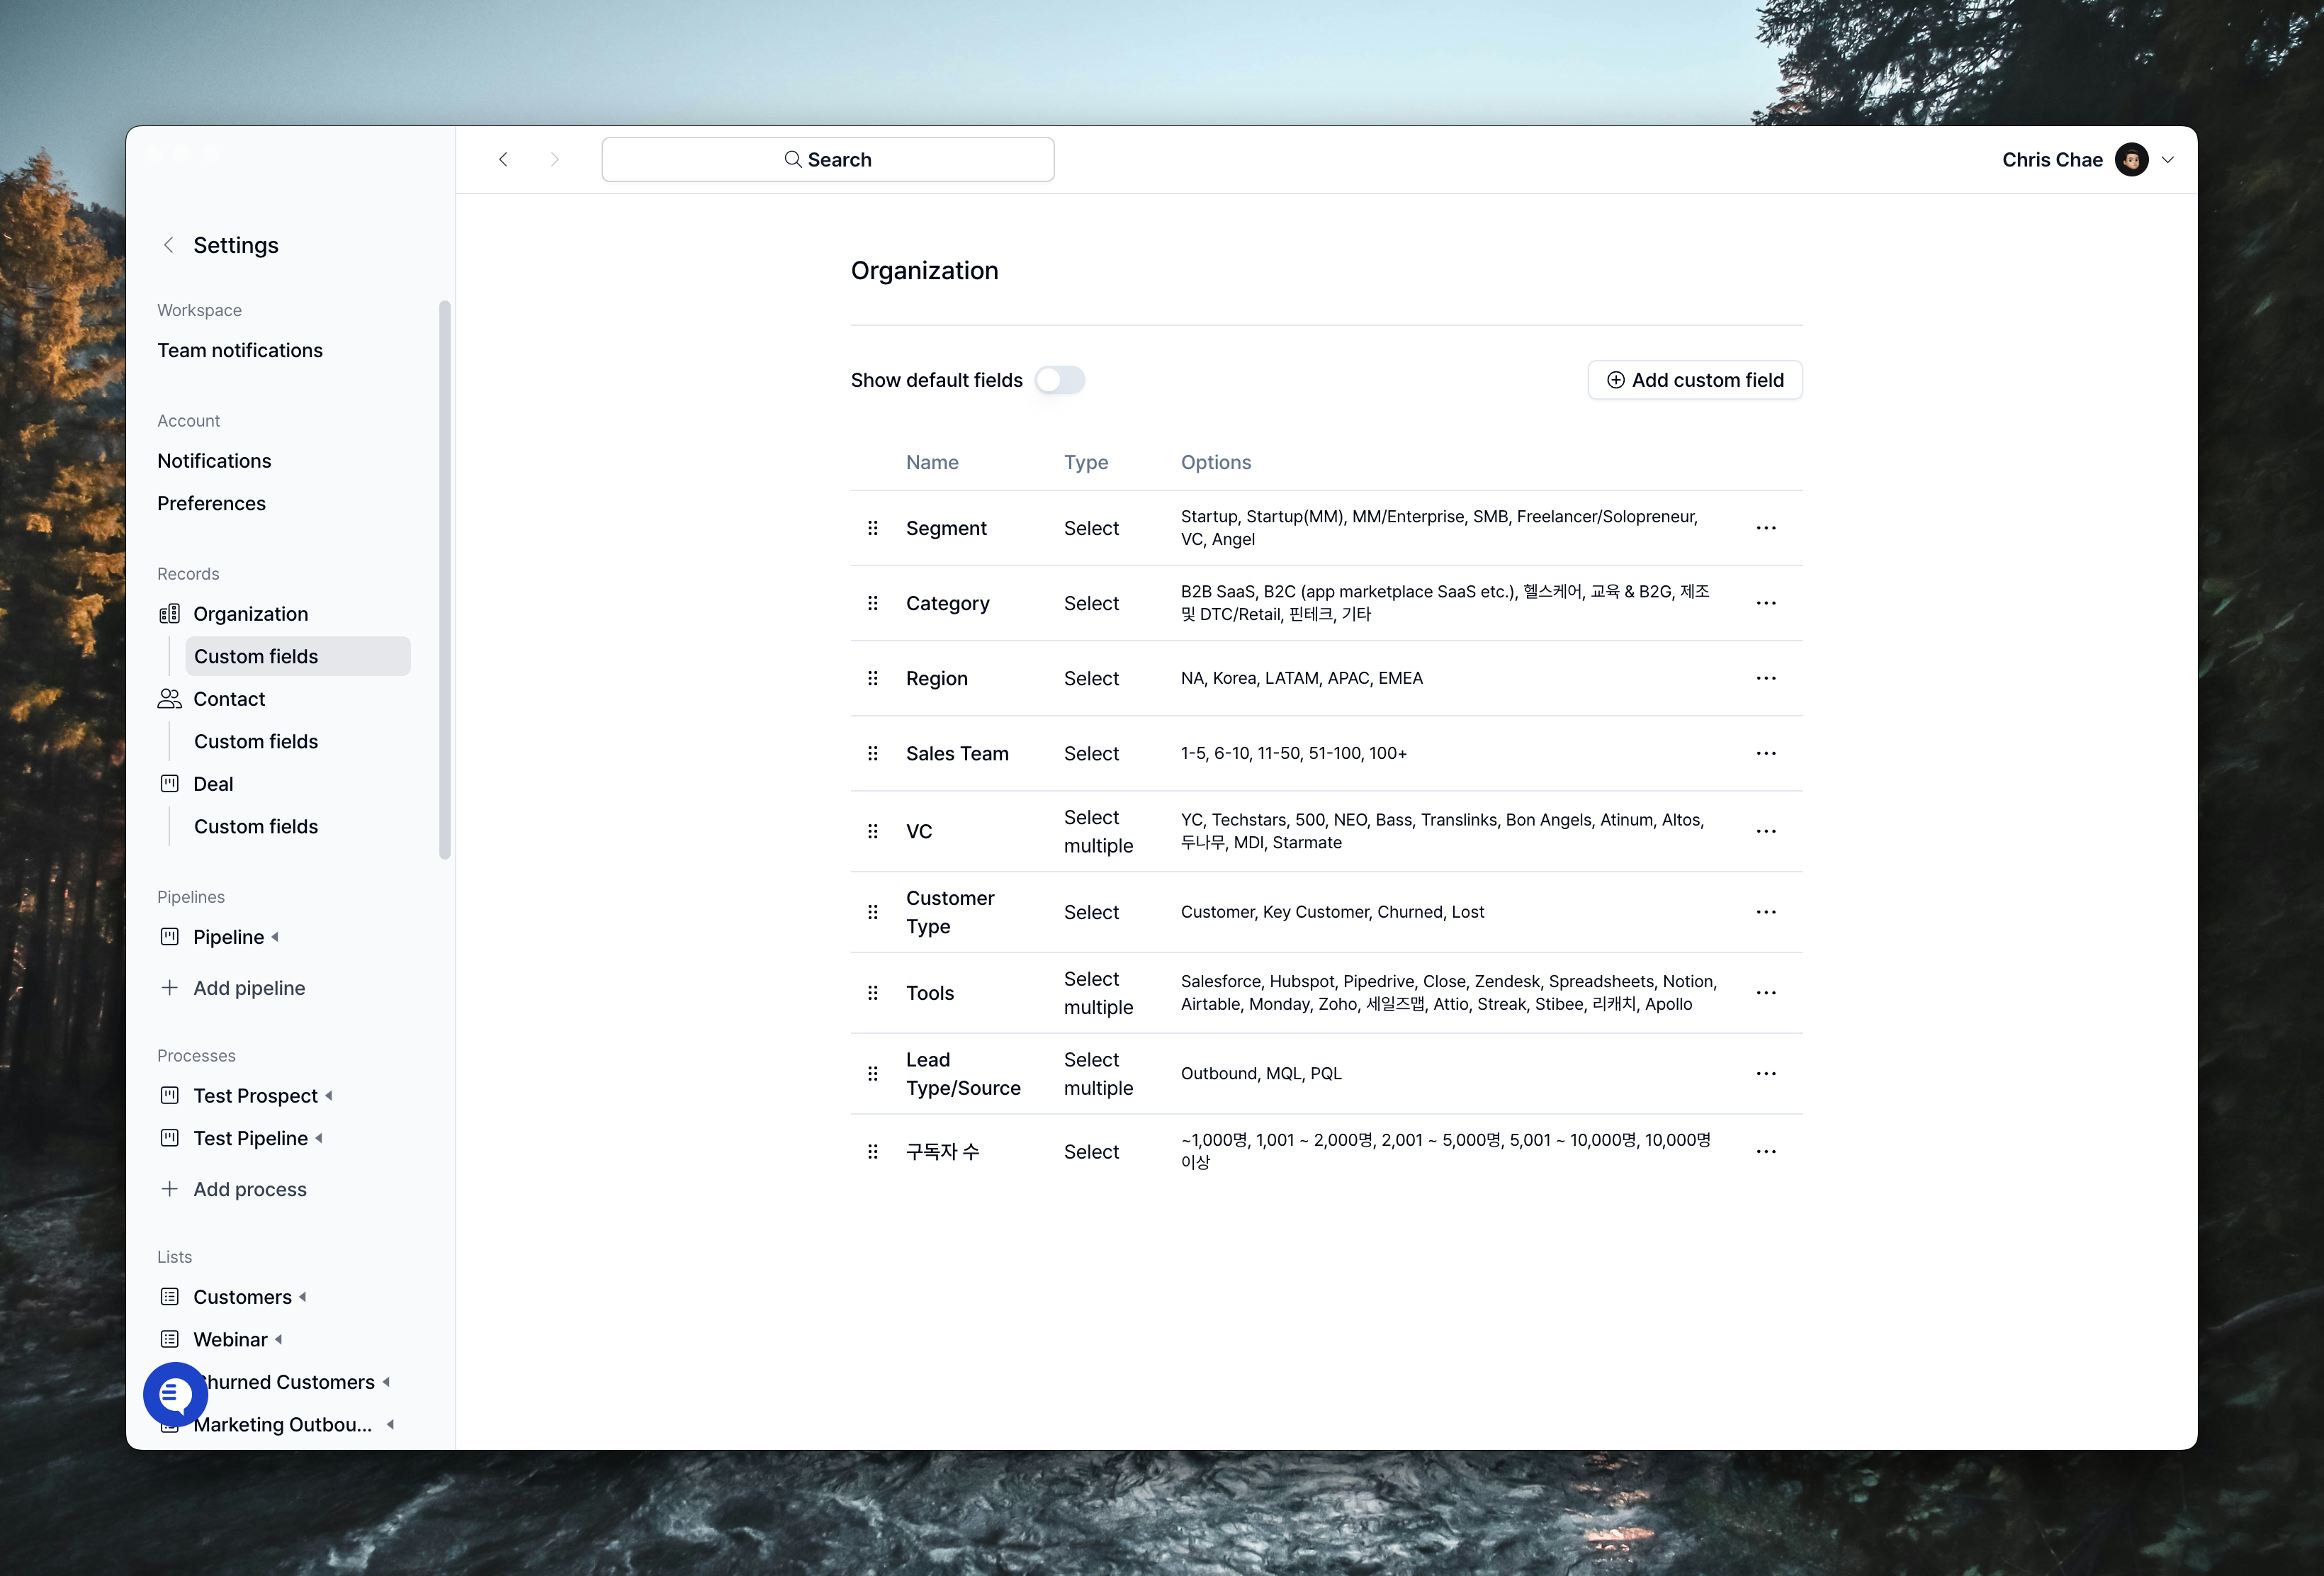 Search
Chris Chae
Settings
Workspace
Team notifications
Account
Notifications
Preferences
Records
Organization
Custom fields
Contact
Custom fields
Deal
Custom fields
Pipelines
Pipeline
Add pipeline
Processes
Test Prospect
Test Pipeline
Add process
Lists
Customers
Webinar
hurned Customers
Marketing Outbou...
Organization
Show default fields
Add custom field
Name Type Options
Segment Select Startup, Startup(MM), MM/Enterprise, SMB, Freelancer/Solopreneur,
VC, Angel
Category Select B2B SaaS, B2C (app marketplace SaaS etc.), 헬스케어, 교육 & B2G, 제조
및 DTC/Retail, 핀테크, 기타
Region Select NA, Korea, LATAM, APAC, EMEA
Sales Team Select 1-5, 6-10, 11-50, 51-100, 100+
VC Select
multiple
YC, Techstars, 500, NEO, Bass, Translinks, Bon Angels, Atinum, Altos,
두나무, MDI, Starmate
Customer
Type
Select Customer, Key Customer, Churned, Lost
Tools Select
multiple
Salesforce, Hubspot, Pipedrive, Close, Zendesk, Spreadsheets, Notion,
Airtable, Monday, Zoho, 세일즈맵, Attio, Streak, Stibee, 리캐치, Apollo
Lead
Type/Source
Select
multiple
Outbound, MQL, PQL
구독자 수 Select ~1,000명, 1,001 ~ 2,000명, 2,001 ~ 5,000명, 5,001 ~ 10,000명, 10,000명
이상